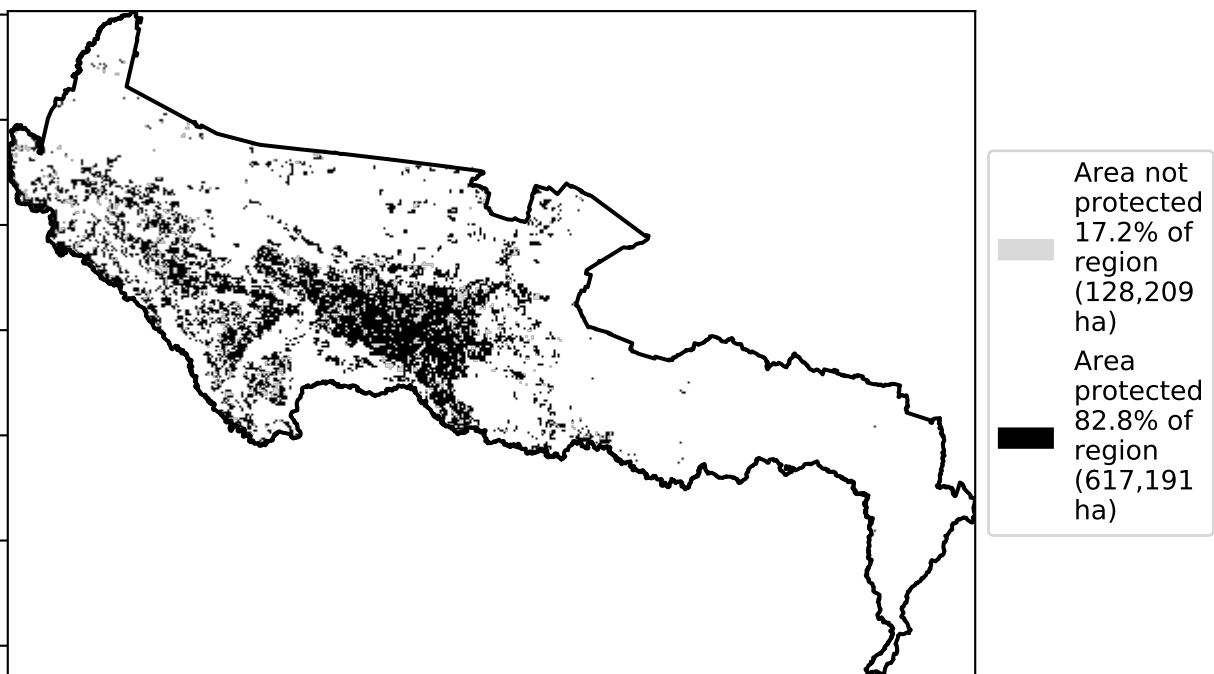 Area not
protected
17.2% of
region
(128,209
ha)
Area
protected
82.8% of
region
(617,191
ha)